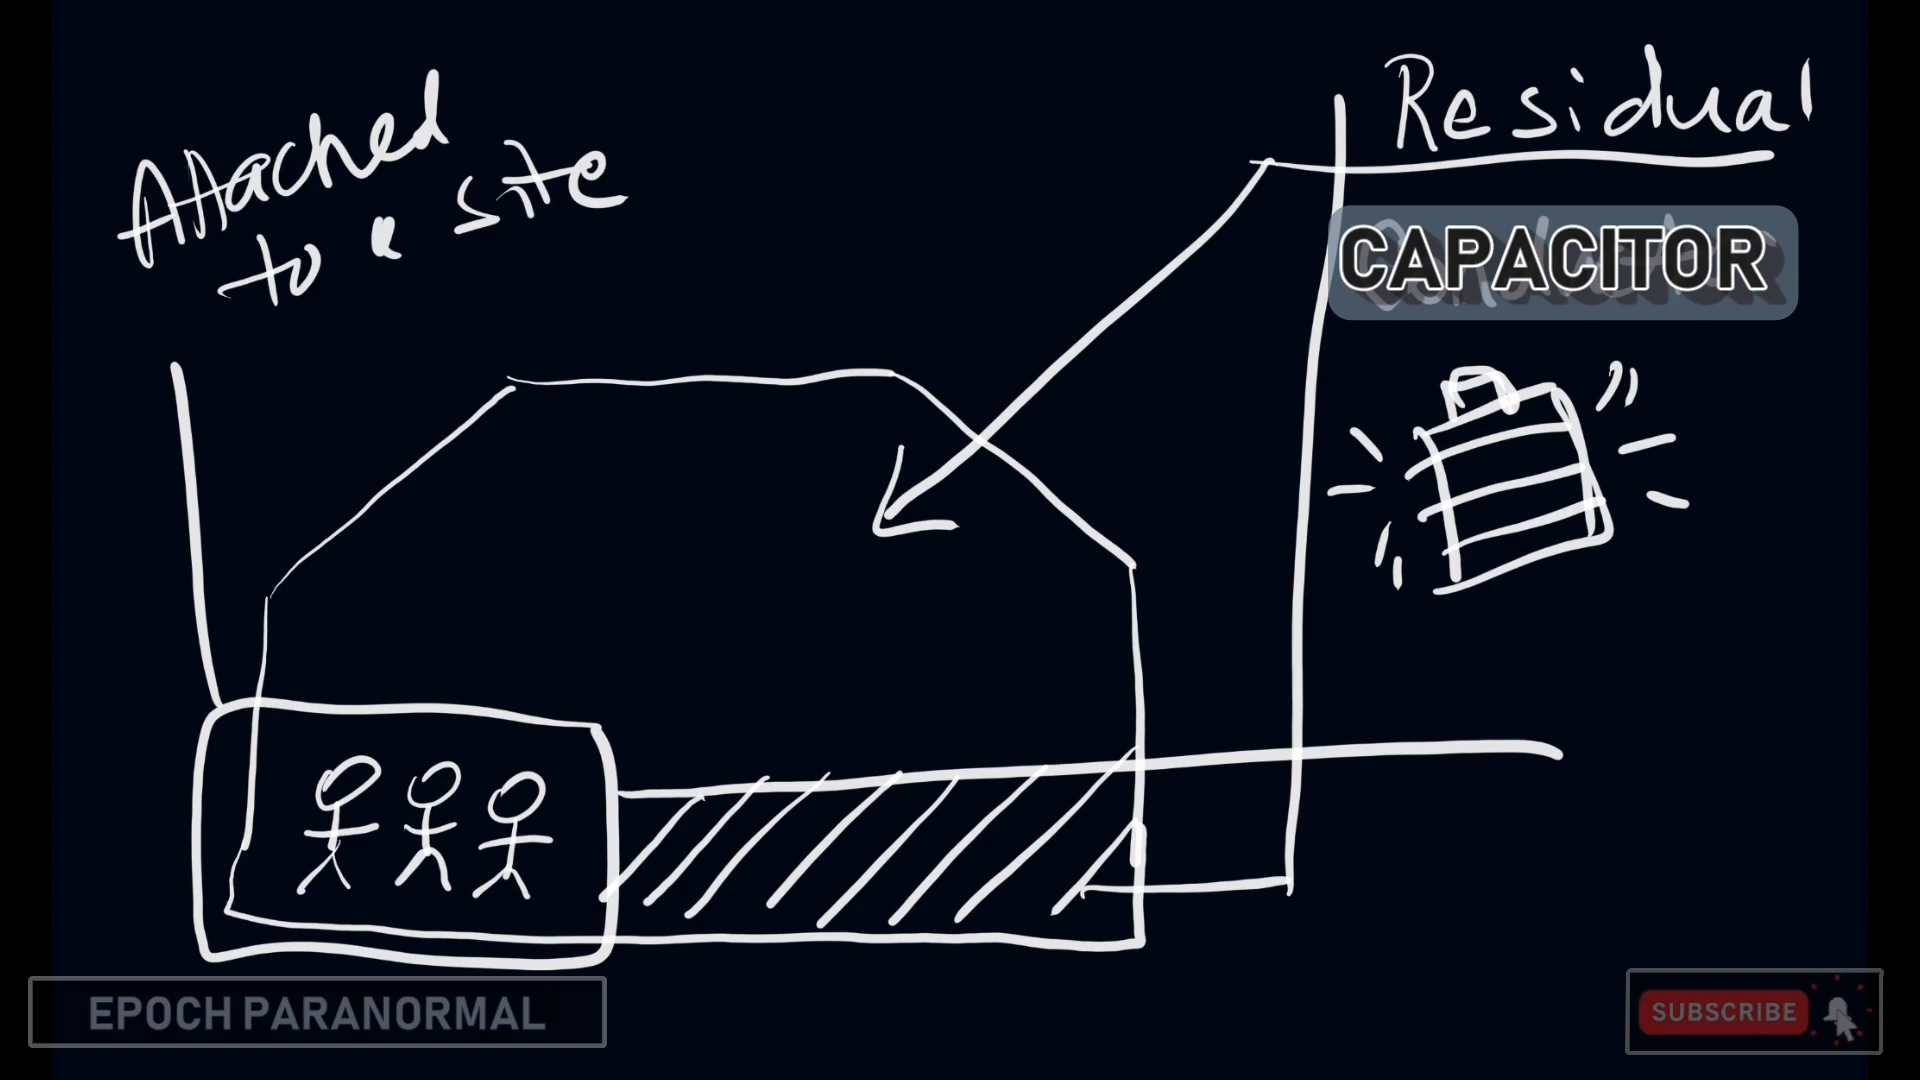 Attached
to a site
Residual
CAPACITOR
EPOCH PARANORMAL
SUBSCRIBE